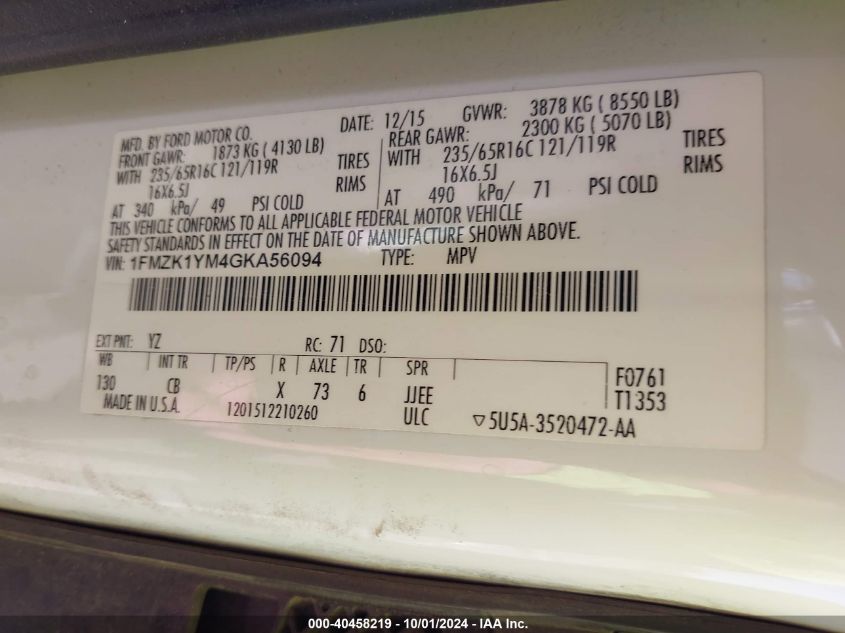 MFD. BY FORD MOTOR CO.
DATE: 12/15 GVWR: 3878 KG ( 8550 LB)
FRONT GAWR: 1873 KG ( 4130 LB)
REAR GAWR: 2300 KG ( 5070 LB)
WITH 235/65R16C 121/119R TIRES
WITH 235/65R16C 121/119R TIRES
16X6.5J RIMS
16X6.5J RIMS
AT 340 kPa/ 49 PSI COLD
AT 490 kPa/ 71 PSI COLD
THIS VEHICLE CONFORMS TO ALL APPLICABLE FEDERAL MOTOR VEHICLE
SAFETY STANDARDS IN EFFECT ON THE DATE OF MANUFACTURE SHOWN ABOVE.
VIN: 1FMZK1YM4GKA56094 TYPE: MPV
EXT PNT: YZ RC: 71 DSO:
WB INT TR TP/PS R AXLE TR SPR
130 CB X 73 6 JJEE
F0761
T1353
MADE IN U.S.A. 1201512210260 ULC ▽5U5A-3520472-AA
000-40458219 - 10/01/2024 - IAA Inc.